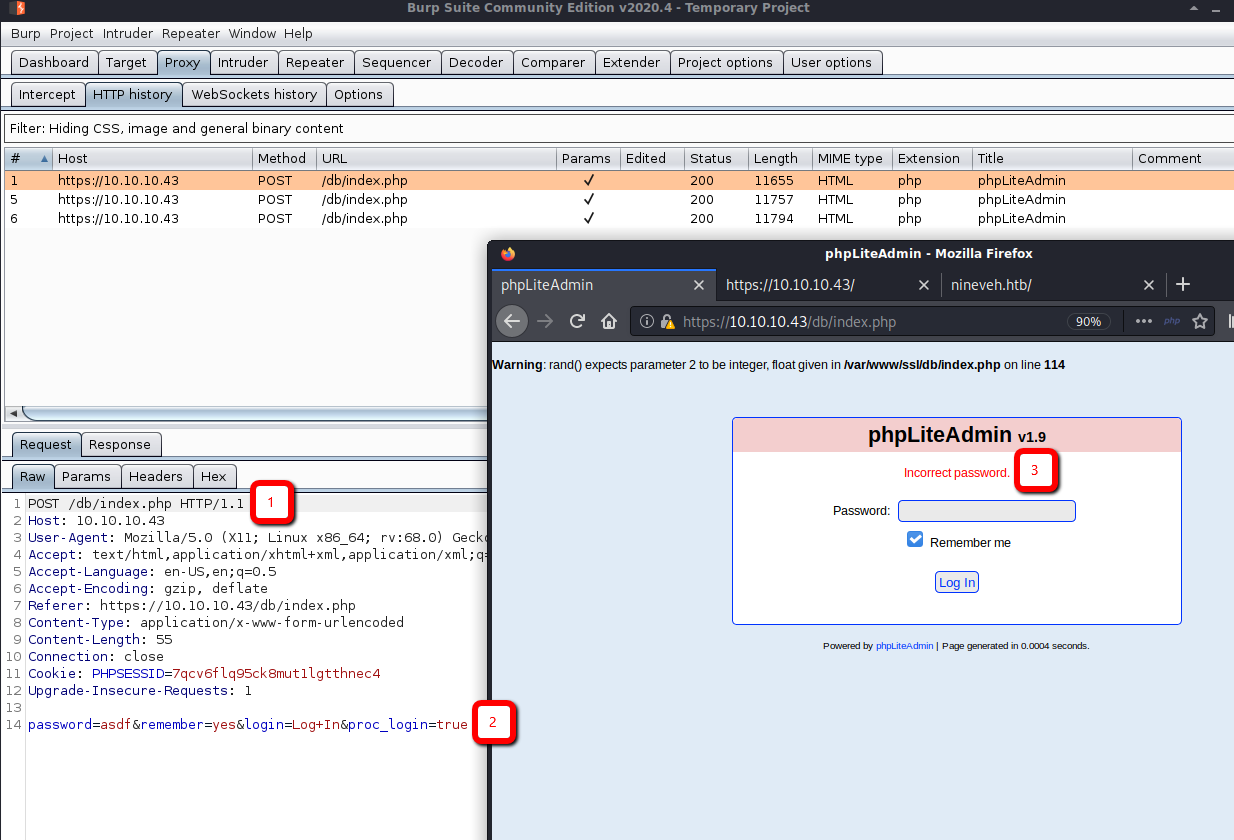 Burp Suite Community Edition v2020.4 - Temporary Project
Burp Project Intruder Repeater Window Help
Dashboard Target Proxy Intruder Repeater Sequencer Decoder Comparer Extender Project options User options
Intercept HTTP history WebSockets history Options
Filter: Hiding CSS, image and general binary content
# Host Method URL Params Edited Status Length MIME type Extension Title Comment
1 https://10.10.10.43 POST /db/index.php ✓ 200 11655 HTML php phpLiteAdmin
5 https://10.10.10.43 POST /db/index.php ✓ 200 11757 HTML php phpLiteAdmin
6 https://10.10.10.43 POST /db/index.php ✓ 200 11794 HTML php phpLiteAdmin
phpLiteAdmin - Mozilla Firefox
phpLiteAdmin https://10.10.10.43/ nineveh.htb/
https://10.10.10.43/db/index.php 90% php
Warning: rand() expects parameter 2 to be integer, float given in /var/www/ssl/db/index.php on line 114
phpLiteAdmin v1.9
Incorrect password. 3
Password:
Remember me
Log In
Powered by phpLiteAdmin | Page generated in 0.0004 seconds.
Request Response
Raw Params Headers Hex
1 POST /db/index.php HTTP/1.1 1
2 Host: 10.10.10.43
3 User-Agent: Mozilla/5.0 (X11; Linux x86_64; rv:68.0) Gecko
4 Accept: text/html,application/xhtml+xml,application/xml;q=
5 Accept-Language: en-US,en;q=0.5
6 Accept-Encoding: gzip, deflate
7 Referer: https://10.10.10.43/db/index.php
8 Content-Type: application/x-www-form-urlencoded
9 Content-Length: 55
10 Connection: close
11 Cookie: PHPSESSID=7qcv6flq95ck8mut1lgtthnec4
12 Upgrade-Insecure-Requests: 1
13
14 password=asdf&remember=yes&login=Log+In&proc_login=true 2